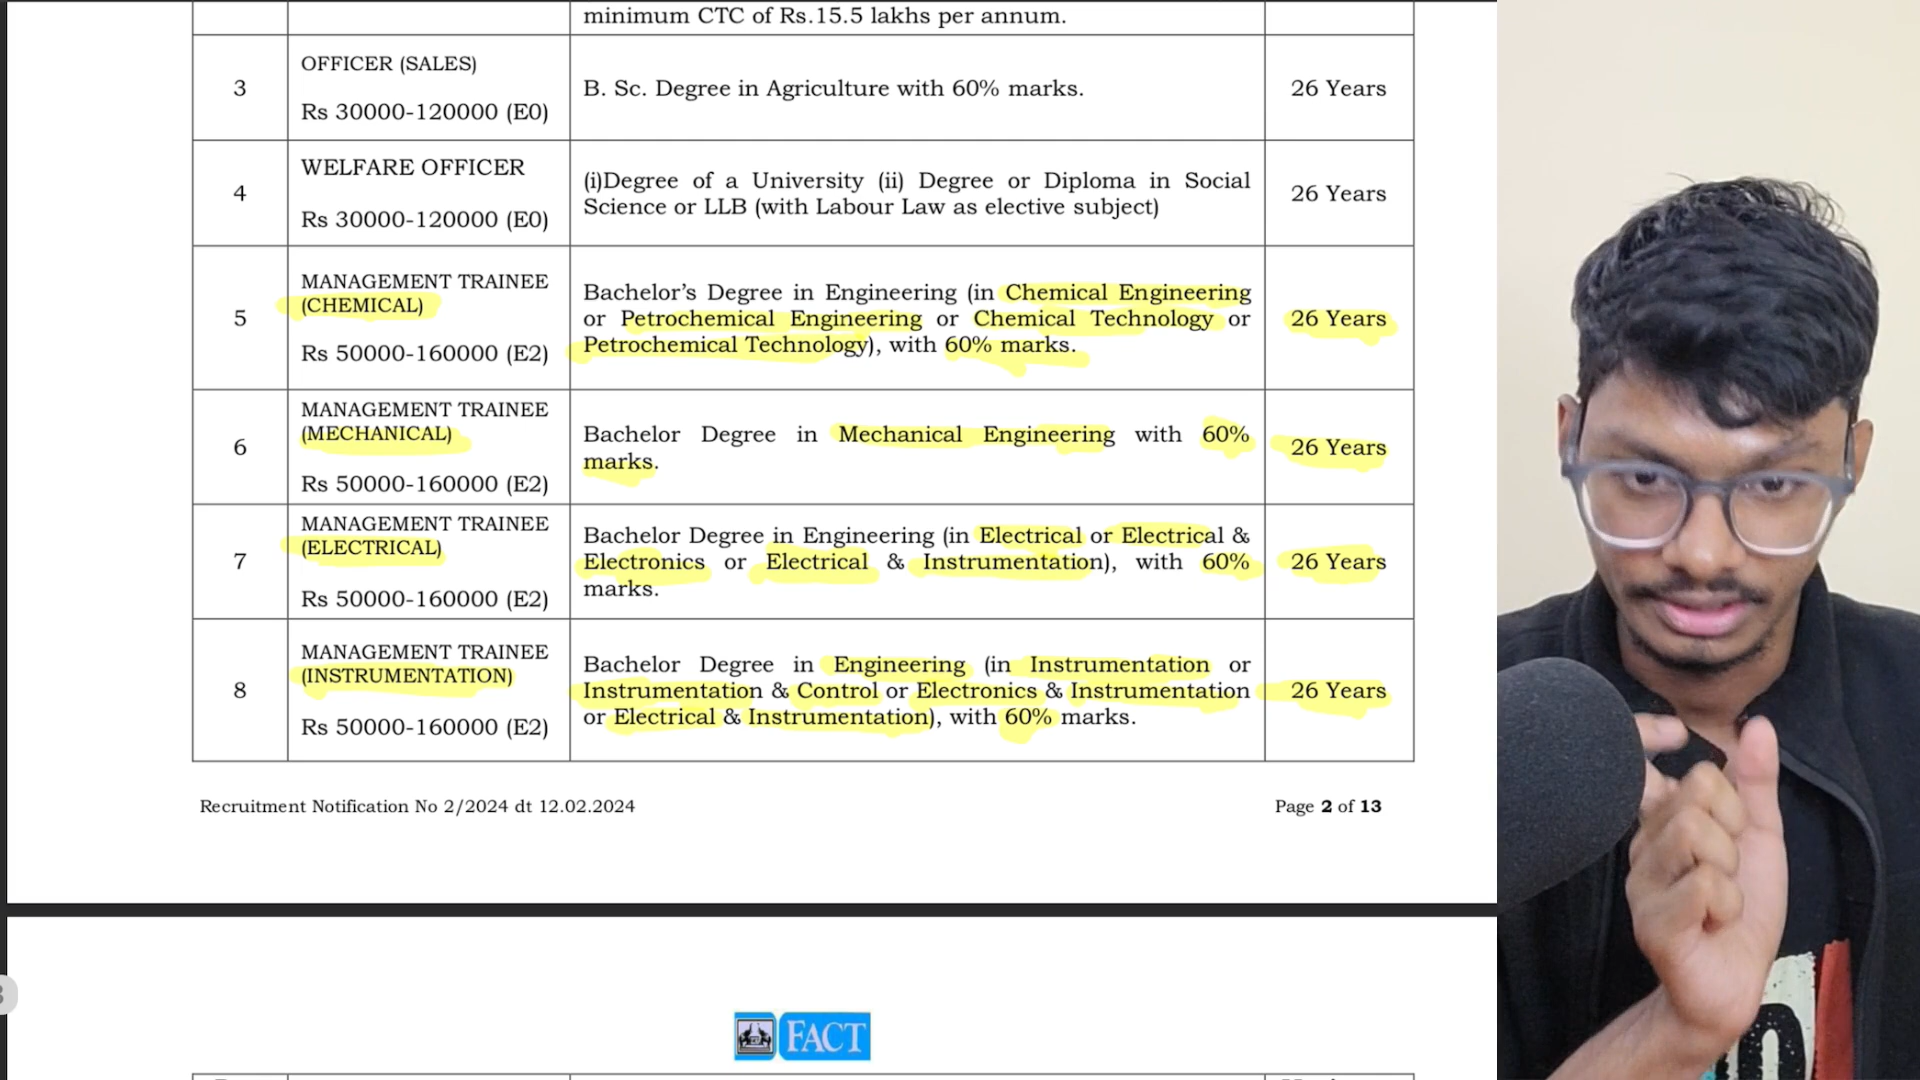 minimum CTC of Rs.15.5 lakhs per annum.
3
OFFICER (SALES)
Rs 30000-120000 (E0)
B. Sc. Degree in Agriculture with 60% marks.
26 Years
4
WELFARE OFFICER
Rs 30000-120000 (E0)
(i)Degree of a University (ii) Degree or Diploma in Social
Science or LLB (with Labour Law as elective subject)
26 Years
5
MANAGEMENT TRAINEE
(CHEMICAL)
Rs 50000-160000 (E2)
Bachelor’s Degree in Engineering (in Chemical Engineering
or Petrochemical Engineering or Chemical Technology or
Petrochemical Technology), with 60% marks.
26 Years
6
MANAGEMENT TRAINEE
(MECHANICAL)
Rs 50000-160000 (E2)
Bachelor Degree in Mechanical Engineering with 60%
marks.
26 Years
7
MANAGEMENT TRAINEE
(ELECTRICAL)
Rs 50000-160000 (E2)
Bachelor Degree in Engineering (in Electrical or Electrical &
Electronics or Electrical & Instrumentation), with 60%
marks.
26 Years
8
MANAGEMENT TRAINEE
(INSTRUMENTATION)
Rs 50000-160000 (E2)
Bachelor Degree in Engineering (in Instrumentation or
Instrumentation & Control or Electronics & Instrumentation
or Electrical & Instrumentation), with 60% marks.
26 Years
Recruitment Notification No 2/2024 dt 12.02.2024
Page 2 of 13
FACT